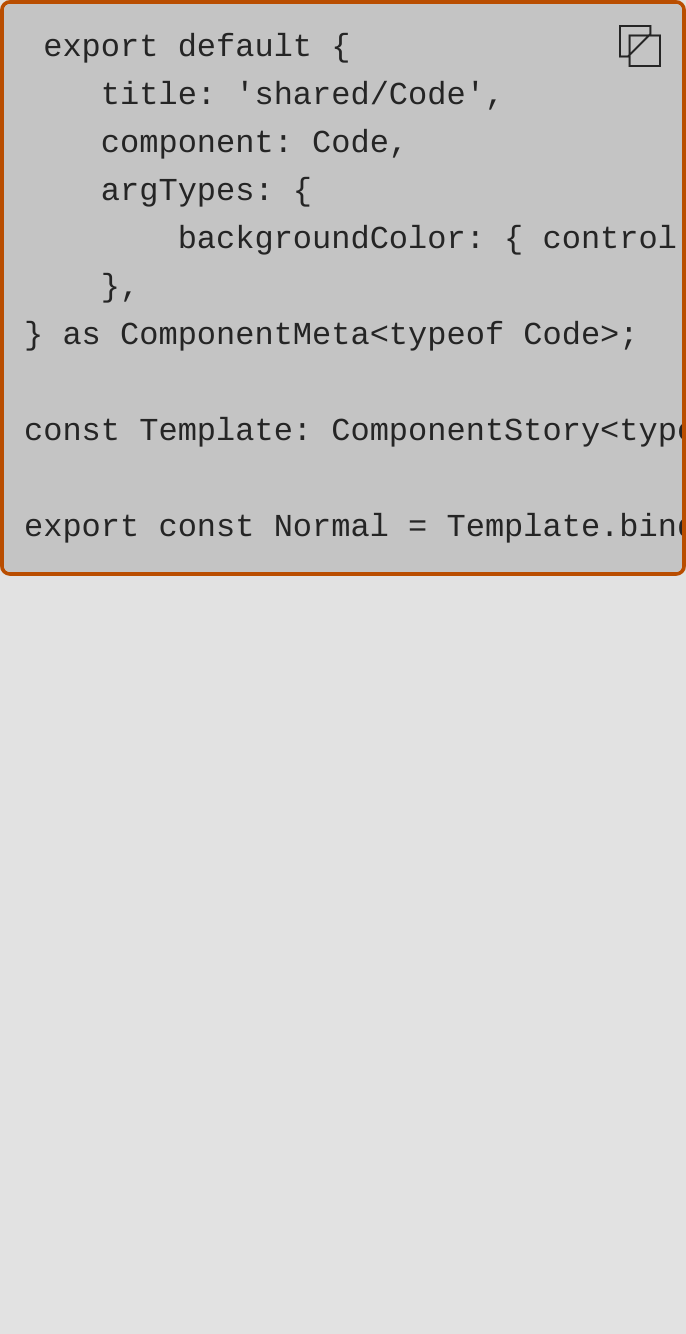 export default {
title: 'shared/Code',
component: Code,
argTypes: {
backgroundColor: { control
},
} as ComponentMeta<typeof Code>;
const Template: ComponentStory<type
export const Normal = Template.bind